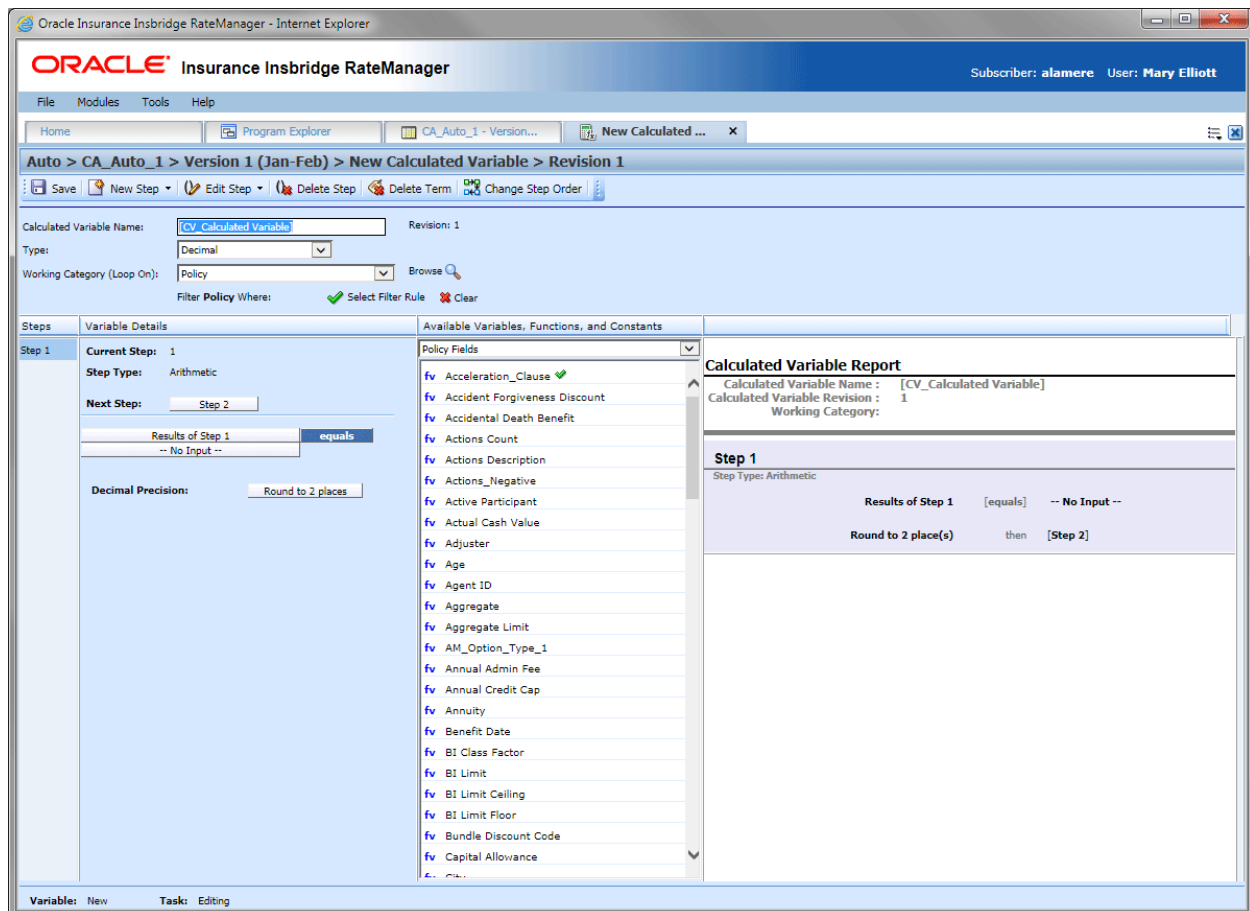 Oracle Insurance Insbridge RateManager - Internet Explorer
ORACLE Insurance Insbridge RateManager
Subscriber: alamere User: Mary Elliott
File Modules Tools Help
Home Program Explorer CA_Auto_1 - Version... New Calculated ... x
Auto > CA_Auto_1 > Version 1 (Jan-Feb) > New Calculated Variable > Revision 1
Save New Step Edit Step Delete Step Delete Term Change Step Order
Calculated Variable Name: [CV_Calculated Variable] Revision: 1
Type: Decimal
Working Category (Loop On): Policy Browse
Filter Policy Where: Select Filter Rule Clear
Steps Variable Details Available Variables, Functions, and Constants
Step 1
Current Step: 1
Step Type: Arithmetic
Next Step: Step 2
Results of Step 1 equals
-- No Input --
Decimal Precision: Round to 2 places
Policy Fields
fv Acceleration_Clause
fv Accident Forgiveness Discount
fv Accidental Death Benefit
fv Actions Count
fv Actions Description
fv Actions_Negative
fv Active Participant
fv Actual Cash Value
fv Adjuster
fv Age
fv Agent ID
fv Aggregate
fv Aggregate Limit
fv AM_Option_Type_1
fv Annual Admin Fee
fv Annual Credit Cap
fv Annuity
fv Benefit Date
fv BI Class Factor
fv BI Limit
fv BI Limit Ceiling
fv BI Limit Floor
fv Bundle Discount Code
fv Capital Allowance
Calculated Variable Report
Calculated Variable Name : [CV_Calculated Variable]
Calculated Variable Revision : 1
Working Category:
Step 1
Step Type: Arithmetic
Results of Step 1 [equals] -- No Input --
Round to 2 place(s) then [Step 2]
Variable: New Task: Editing